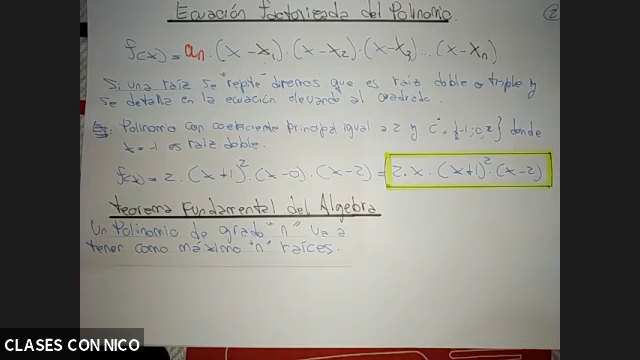 Ecuación factorizada del Polinomio. 2
f(x) = an · (x - x1) · (x - x2) · (x - x3) ... (x - xn)
Si una raíz se "repite" diremos que es raíz doble o triple y
se detalla en la ecuación elevando al cuadrado.
Ej: Polinomio con coeficiente principal igual a 2 y C° = {-1; 0; 2} donde
x = -1 es raíz doble.
f(x) = 2 · (x+1)² · (x-0) · (x-2) = 2 · x · (x+1)² · (x-2)
Teorema Fundamental del Álgebra
Un Polinomio de grado "n" va a
tener como máximo "n" raíces.
CLASES CON NICO